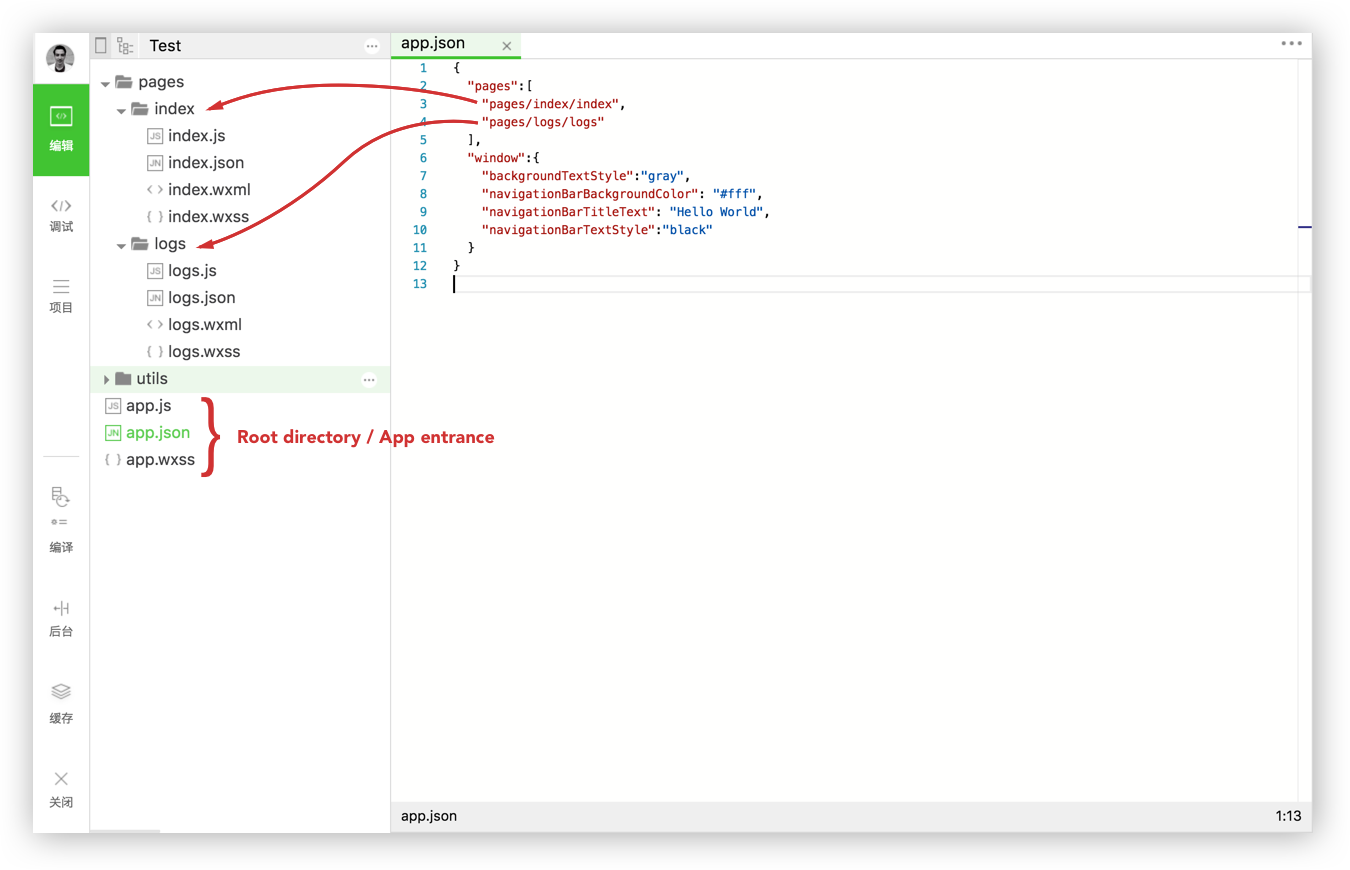 Test
app.json
编辑
调试
项目
编译
后台
缓存
关闭
pages
index
JS index.js
JN index.json
< > index.wxml
{ } index.wxss
logs
JS logs.js
JN logs.json
< > logs.wxml
{ } logs.wxss
utils
JS app.js
JN app.json
{ } app.wxss
Root directory / App entrance
1 {
2 "pages":[
3 "pages/index/index",
4 "pages/logs/logs"
5 ],
6 "window":{
7 "backgroundTextStyle":"gray",
8 "navigationBarBackgroundColor": "#fff",
9 "navigationBarTitleText": "Hello World",
10 "navigationBarTextStyle":"black"
11 }
12 }
13
app.json
1:13